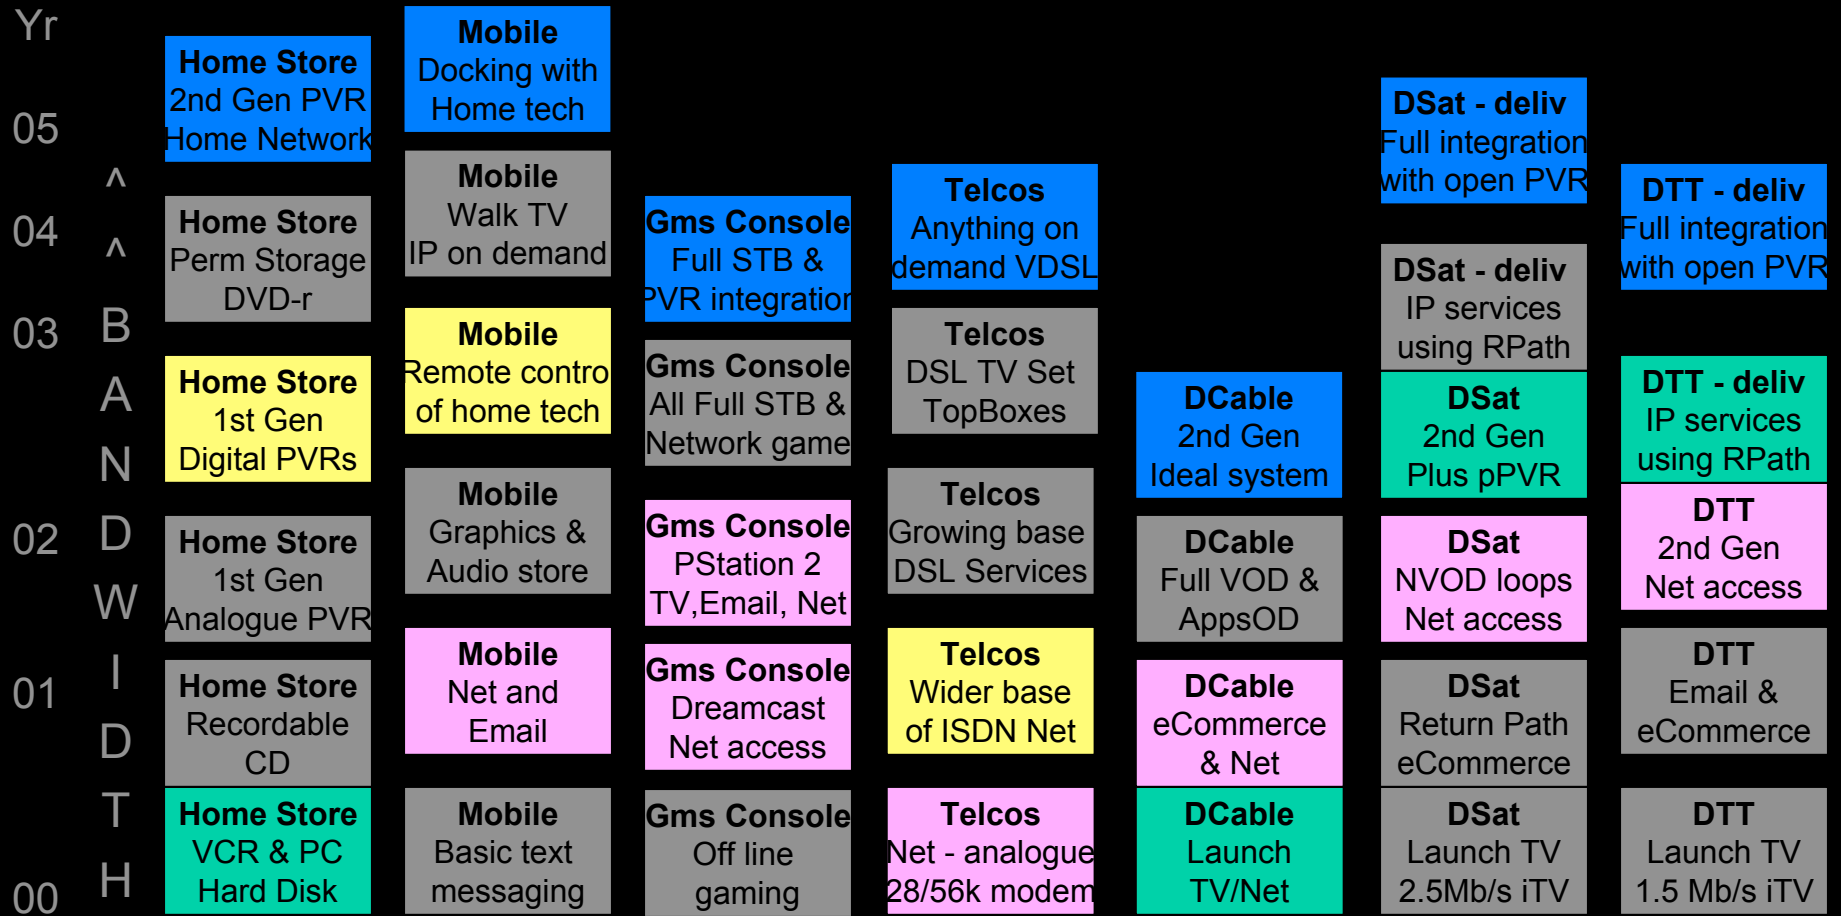 Yr
05
04
03
02
01
00
^
^
B
A
N
D
W
I
D
T
H
Home Store
2nd Gen PVR
Home Network
Home Store
Perm Storage
DVD-r
Home Store
1st Gen
Digital PVRs
Home Store
1st Gen
Analogue PVR
Home Store
Recordable
CD
Home Store
VCR & PC
Hard Disk
Mobile
Docking with
Home tech
Mobile
Walk TV
IP on demand
Mobile
Remote contro
of home tech
Mobile
Graphics &
Audio store
Mobile
Net and
Email
Mobile
Basic text
messaging
Gms Console
Full STB &
PVR integration
Gms Console
All Full STB &
Network game
Gms Console
PStation 2
TV,Email, Net
Gms Console
Dreamcast
Net access
Gms Console
Off line
gaming
Telcos
Anything on
demand VDSL
Telcos
DSL TV Set
TopBoxes
Telcos
Growing base
DSL Services
Telcos
Wider base
of ISDN Net
Telcos
Net - analogue
28/56k modem
DCable
2nd Gen
Ideal system
DCable
Full VOD &
AppsOD
DCable
eCommerce
& Net
DCable
Launch
TV/Net
DSat - deliv
Full integration
with open PVR
DSat - deliv
IP services
using RPath
DSat
2nd Gen
Plus pPVR
DSat
NVOD loops
Net access
DSat
Return Path
eCommerce
DSat
Launch TV
2.5Mb/s iTV
DTT - deliv
Full integration
with open PVR
DTT - deliv
IP services
using RPath
DTT
2nd Gen
Net access
DTT
Email &
eCommerce
DTT
Launch TV
1.5 Mb/s iTV